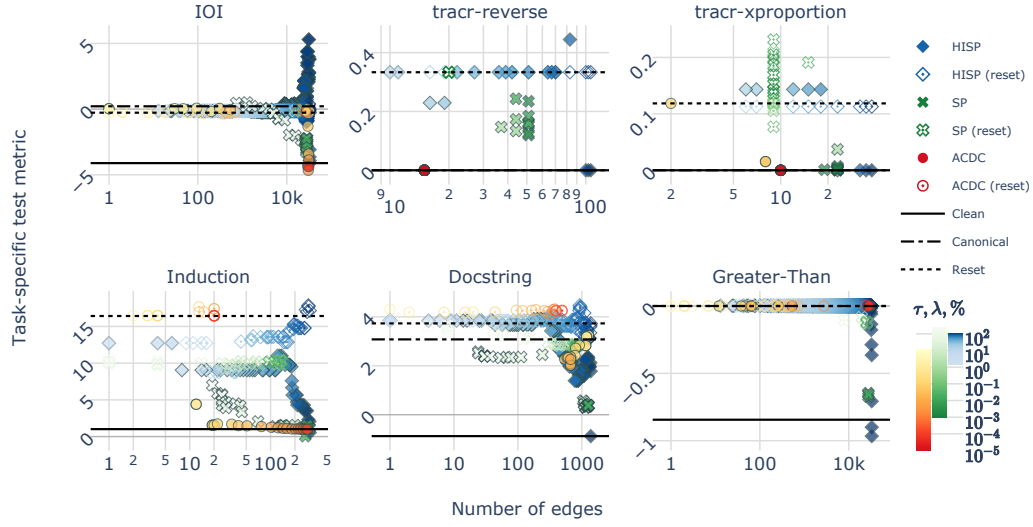 IOI
tracr-reverse
tracr-xproportion
Task-specific test metric
5
0
−5
1
100
10k
0.4
0.2
0
9
10
2
3
4
5
6
7
8
9
100
0.2
0.1
0
2
5
10
2
HISP
HISP (reset)
SP
SP (reset)
ACDC
ACDC (reset)
Clean
Canonical
Reset
Induction
Docstring
Greater-Than
15
10
5
0
1
2
5
10
2
5
100
2
5
4
2
0
1
10
100
1000
0
−0.5
−1
1
100
10k
τ, λ, %
10²
10¹
10⁰
10⁻¹
10⁻²
10⁻³
10⁻⁴
10⁻⁵
Number of edges